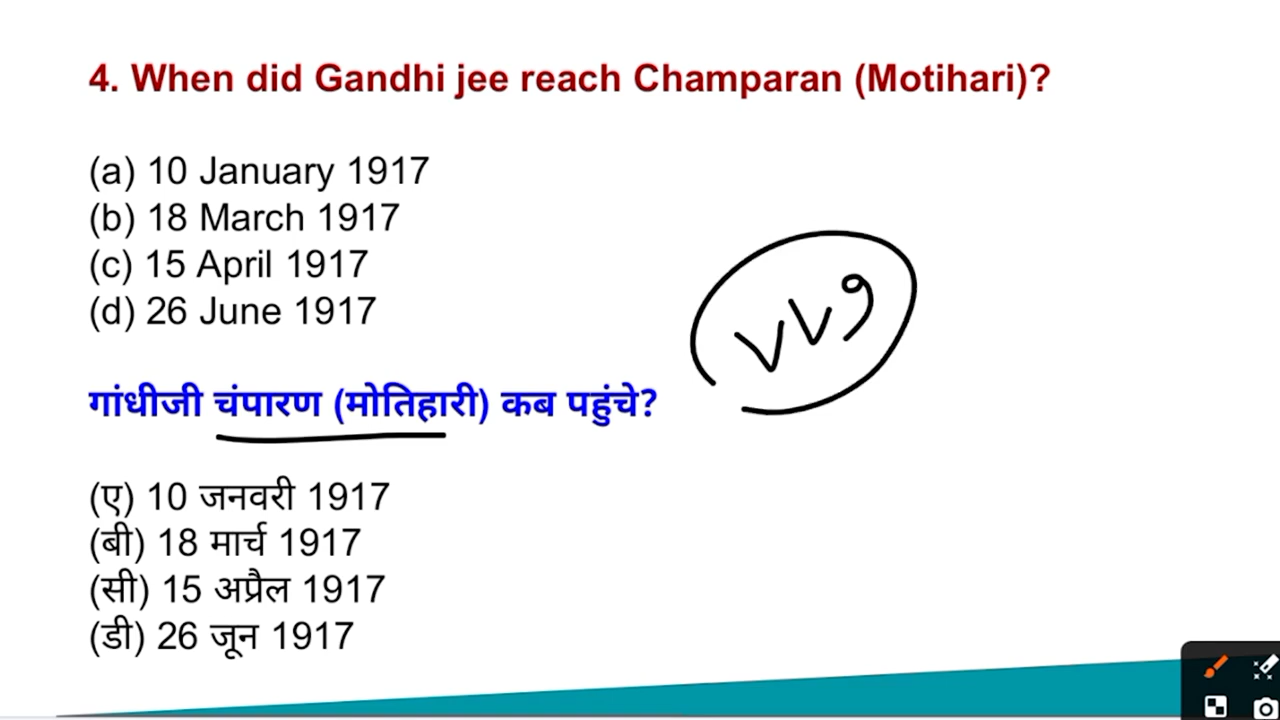 4. When did Gandhi jee reach Champaran (Motihari)?
(a) 10 January 1917
(b) 18 March 1917
(c) 15 April 1917
(d) 26 June 1917
गांधीजी चंपारण (मोतिहारी) कब पहुंचे?
(ए) 10 जनवरी 1917
(बी) 18 मार्च 1917
(सी) 15 अप्रैल 1917
(डी) 26 जून 1917